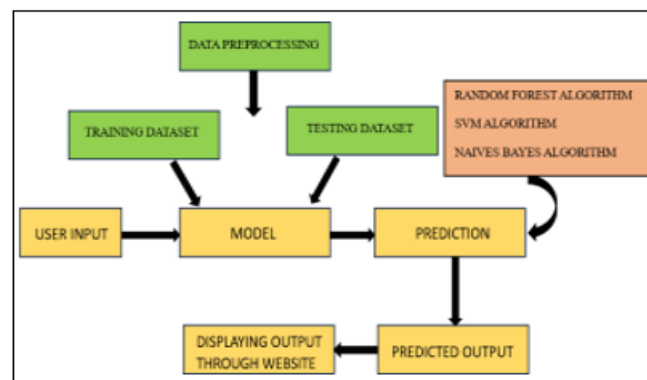 DATA PREPROCESSING
TRAINING DATASET
TESTING DATASET
RANDOM FOREST ALGORITHM
SVM ALGORITHM
NAIVES BAYES ALGORITHM
USER INPUT
MODEL
PREDICTION
DISPLAYING OUTPUT
THROUGH WEBSITE
PREDICTED OUTPUT